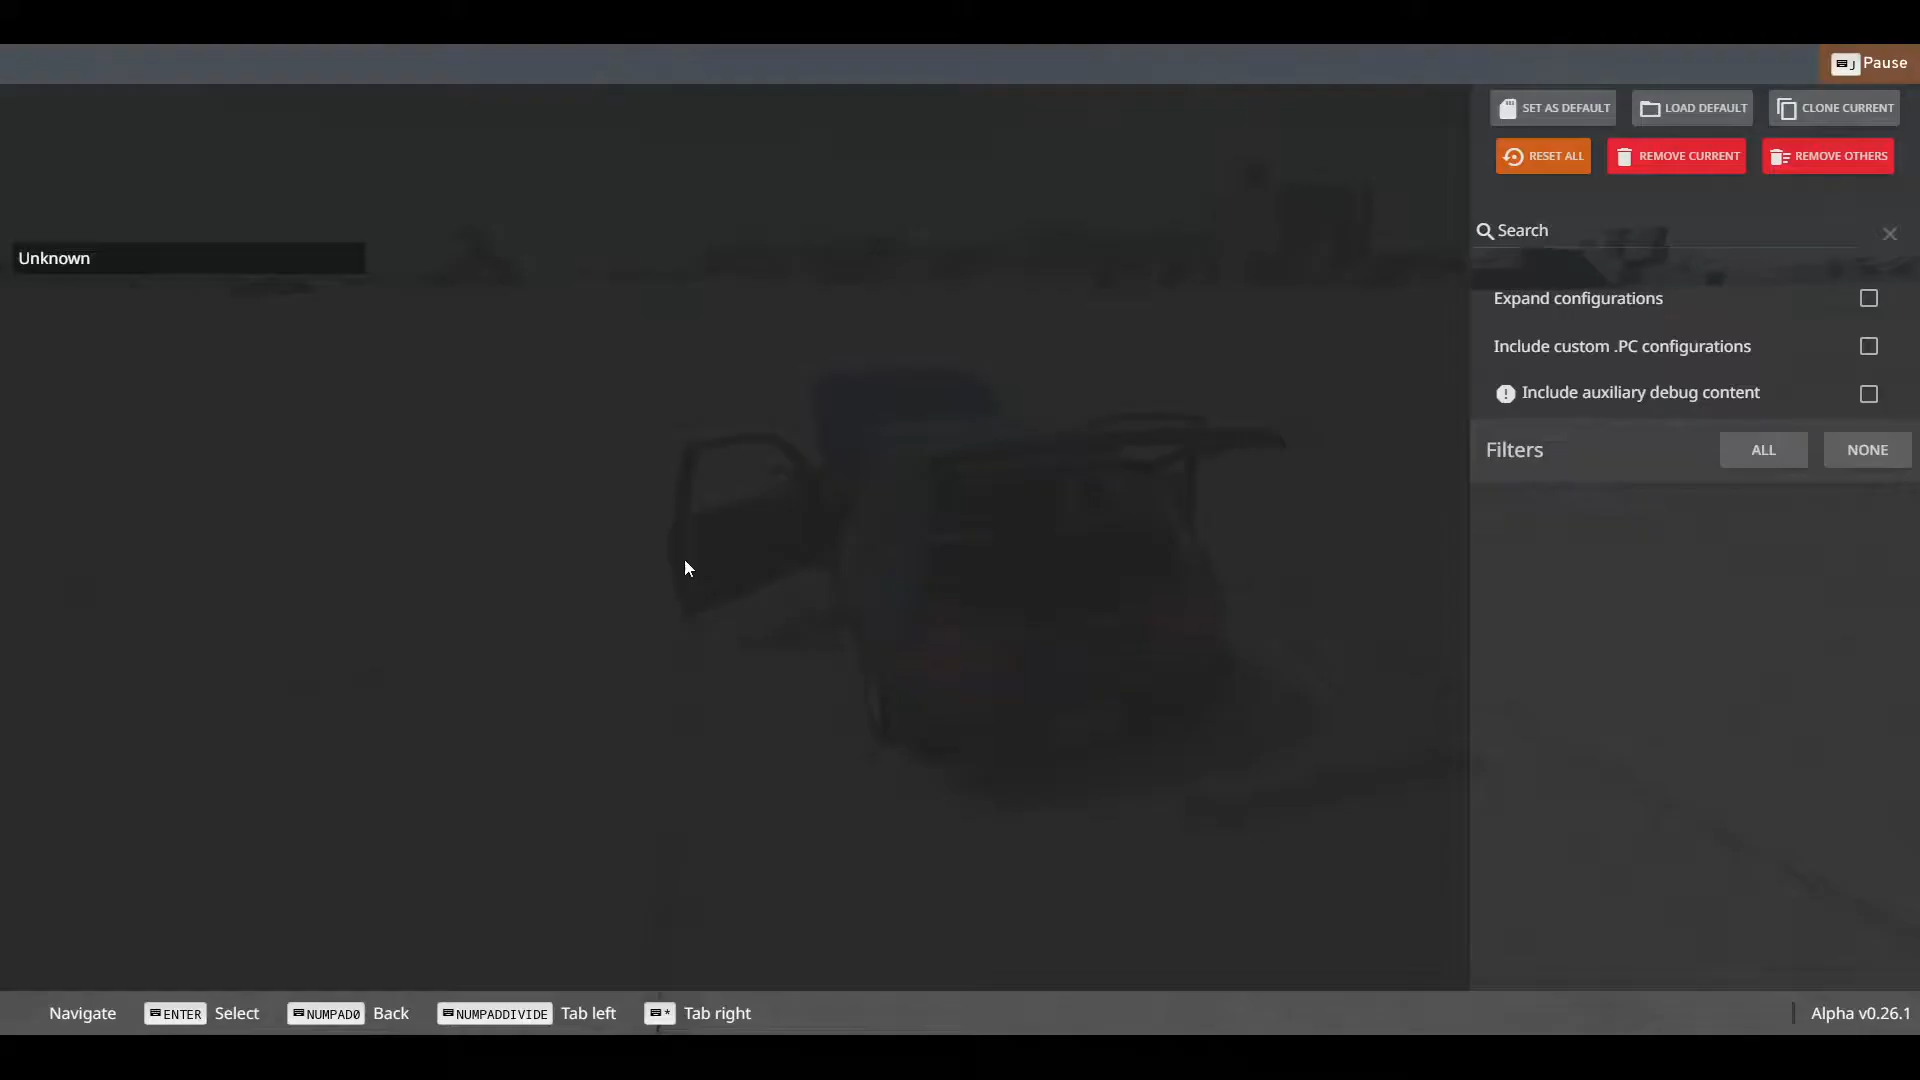 J Pause
SET AS DEFAULT LOAD DEFAULT CLONE CURRENT
RESET ALL REMOVE CURRENT REMOVE OTHERS
Search
Unknown
Expand configurations
Include custom .PC configurations
Include auxiliary debug content
Filters ALL NONE
Navigate ENTER Select NUMPAD0 Back NUMPADDIVIDE Tab left * Tab right
Alpha v0.26.1